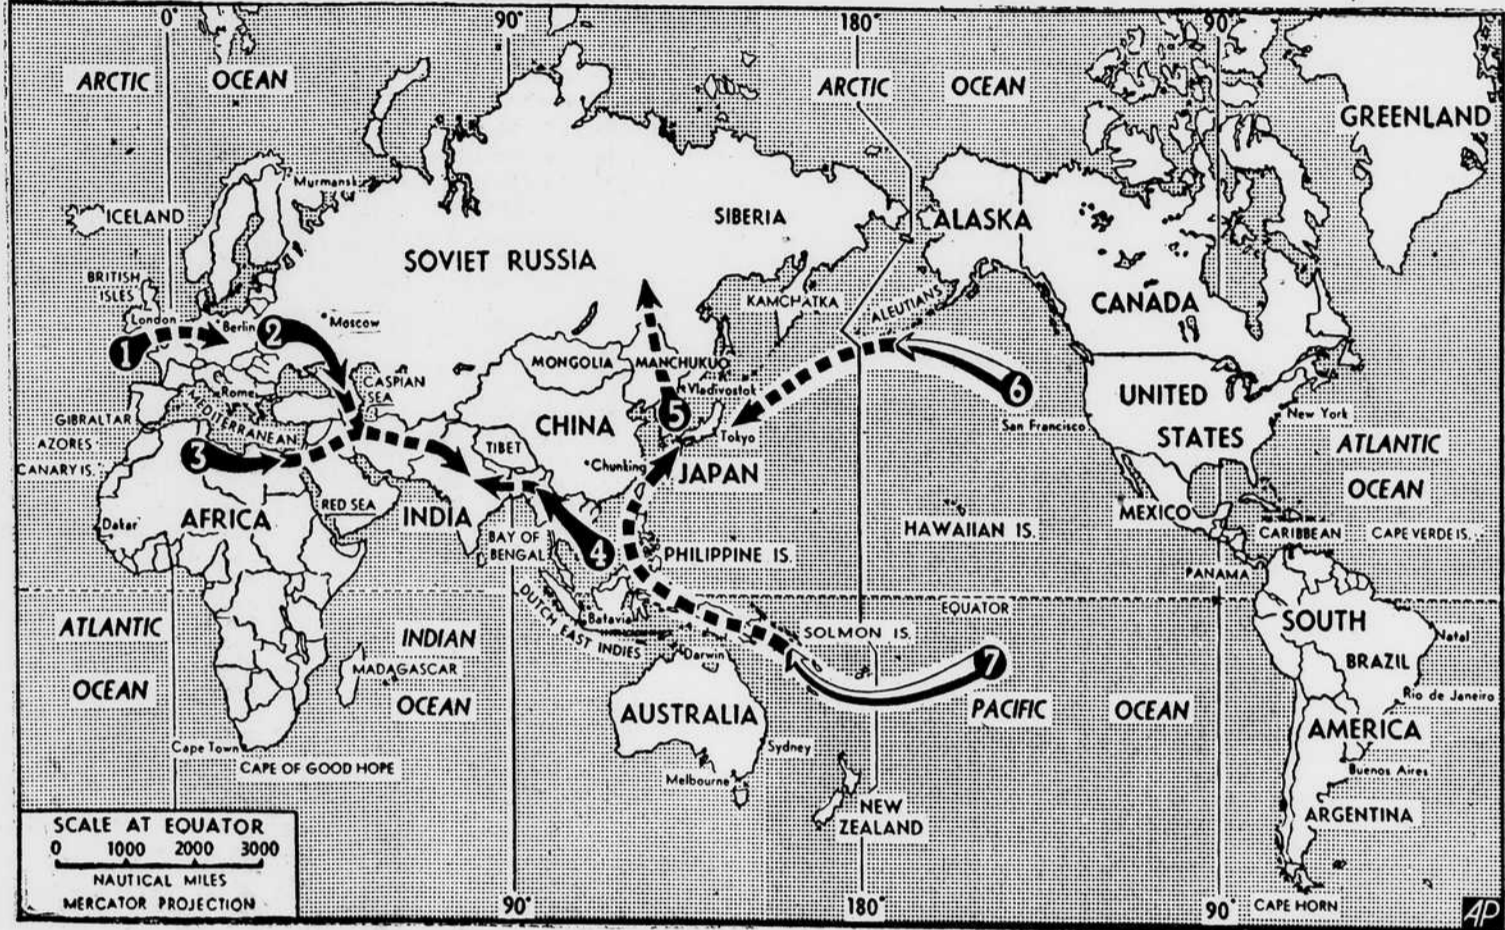 0°
90°
180°
90°
ARCTIC
OCEAN
ARCTIC
OCEAN
GREENLAND
Murmansk
ICELAND
SIBERIA
ALASKA
SOVIET RUSSIA
BRITISH
ISLES
KAMCHATKA
ALEUTIANS
CANADA
London
Berlin
2
Moscow
1
MONGOLIA
MANCHUKUO
Vladivostok
CASPIAN
SEA
Rome
MEDITERRANEAN
6
UNITED
STATES
New York
GIBRALTAR
AZORES
CANARY IS.
CHINA
5
Tokyo
San Francisco
3
TIBET
Chunking
JAPAN
ATLANTIC
OCEAN
RED SEA
AFRICA
INDIA
Dakar
BAY OF
BENGAL
4
PHILIPPINE IS.
HAWAIIAN IS.
MEXICO
CARIBBEAN
CAPE VERDE IS.
PANAMA
EQUATOR
DUTCH EAST INDIES
Batavia
SOLMON IS.
Darwin
7
SOUTH
AMERICA
Natal
BRAZIL
Rio de Janeiro
ATLANTIC
OCEAN
INDIAN
OCEAN
MADAGASCAR
AUSTRALIA
PACIFIC
OCEAN
Cape Town
CAPE OF GOOD HOPE
Sydney
Melbourne
NEW
ZEALAND
Buenos Aires
ARGENTINA
SCALE AT EQUATOR
0 1000 2000 3000
NAUTICAL MILES
MERCATOR PROJECTION
90°
180°
90°
CAPE HORN
AP